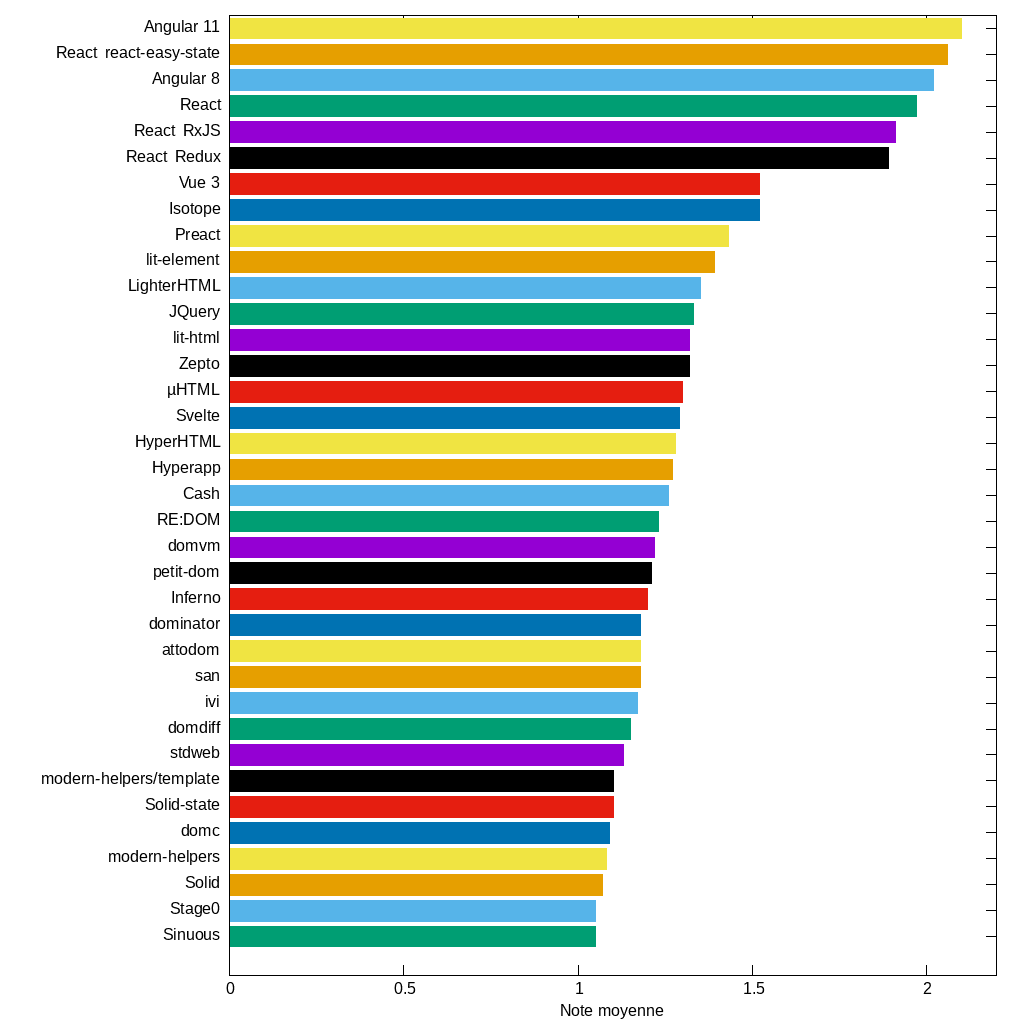 Angular 11
React react-easy-state
Angular 8
React
React RxJS
React Redux
Vue 3
Isotope
Preact
lit-element
LighterHTML
JQuery
lit-html
Zepto
µHTML
Svelte
HyperHTML
Hyperapp
Cash
RE:DOM
domvm
petit-dom
Inferno
dominator
attodom
san
ivi
domdiff
stdweb
modern-helpers/template
Solid-state
domc
modern-helpers
Solid
Stage0
Sinuous
0 0.5 1 1.5 2
Note moyenne